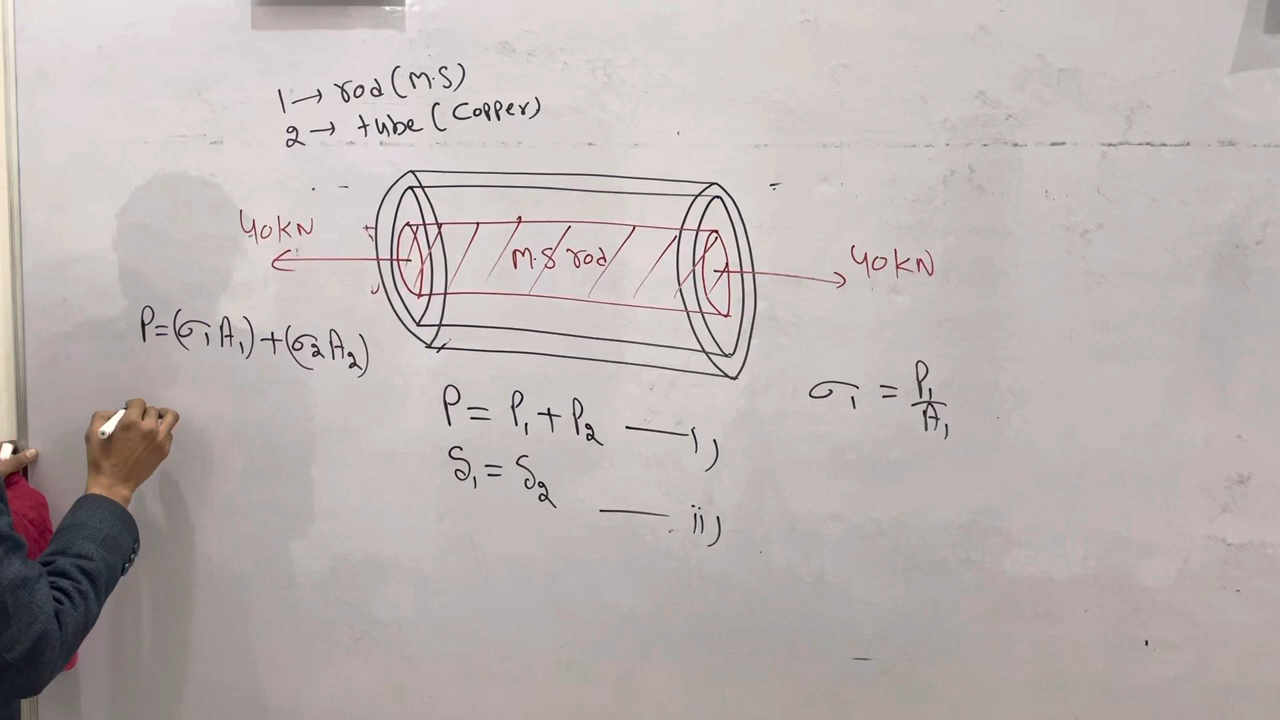 1 → rod (M.S)
2 → tube (Copper)
40KN
M.S rod
40KN
P=(σ₁A₁)+(σ₂A₂)
P = P₁ + P₂ — i)
σ₁ = P₁/A₁
δ₁ = δ₂ — ii)